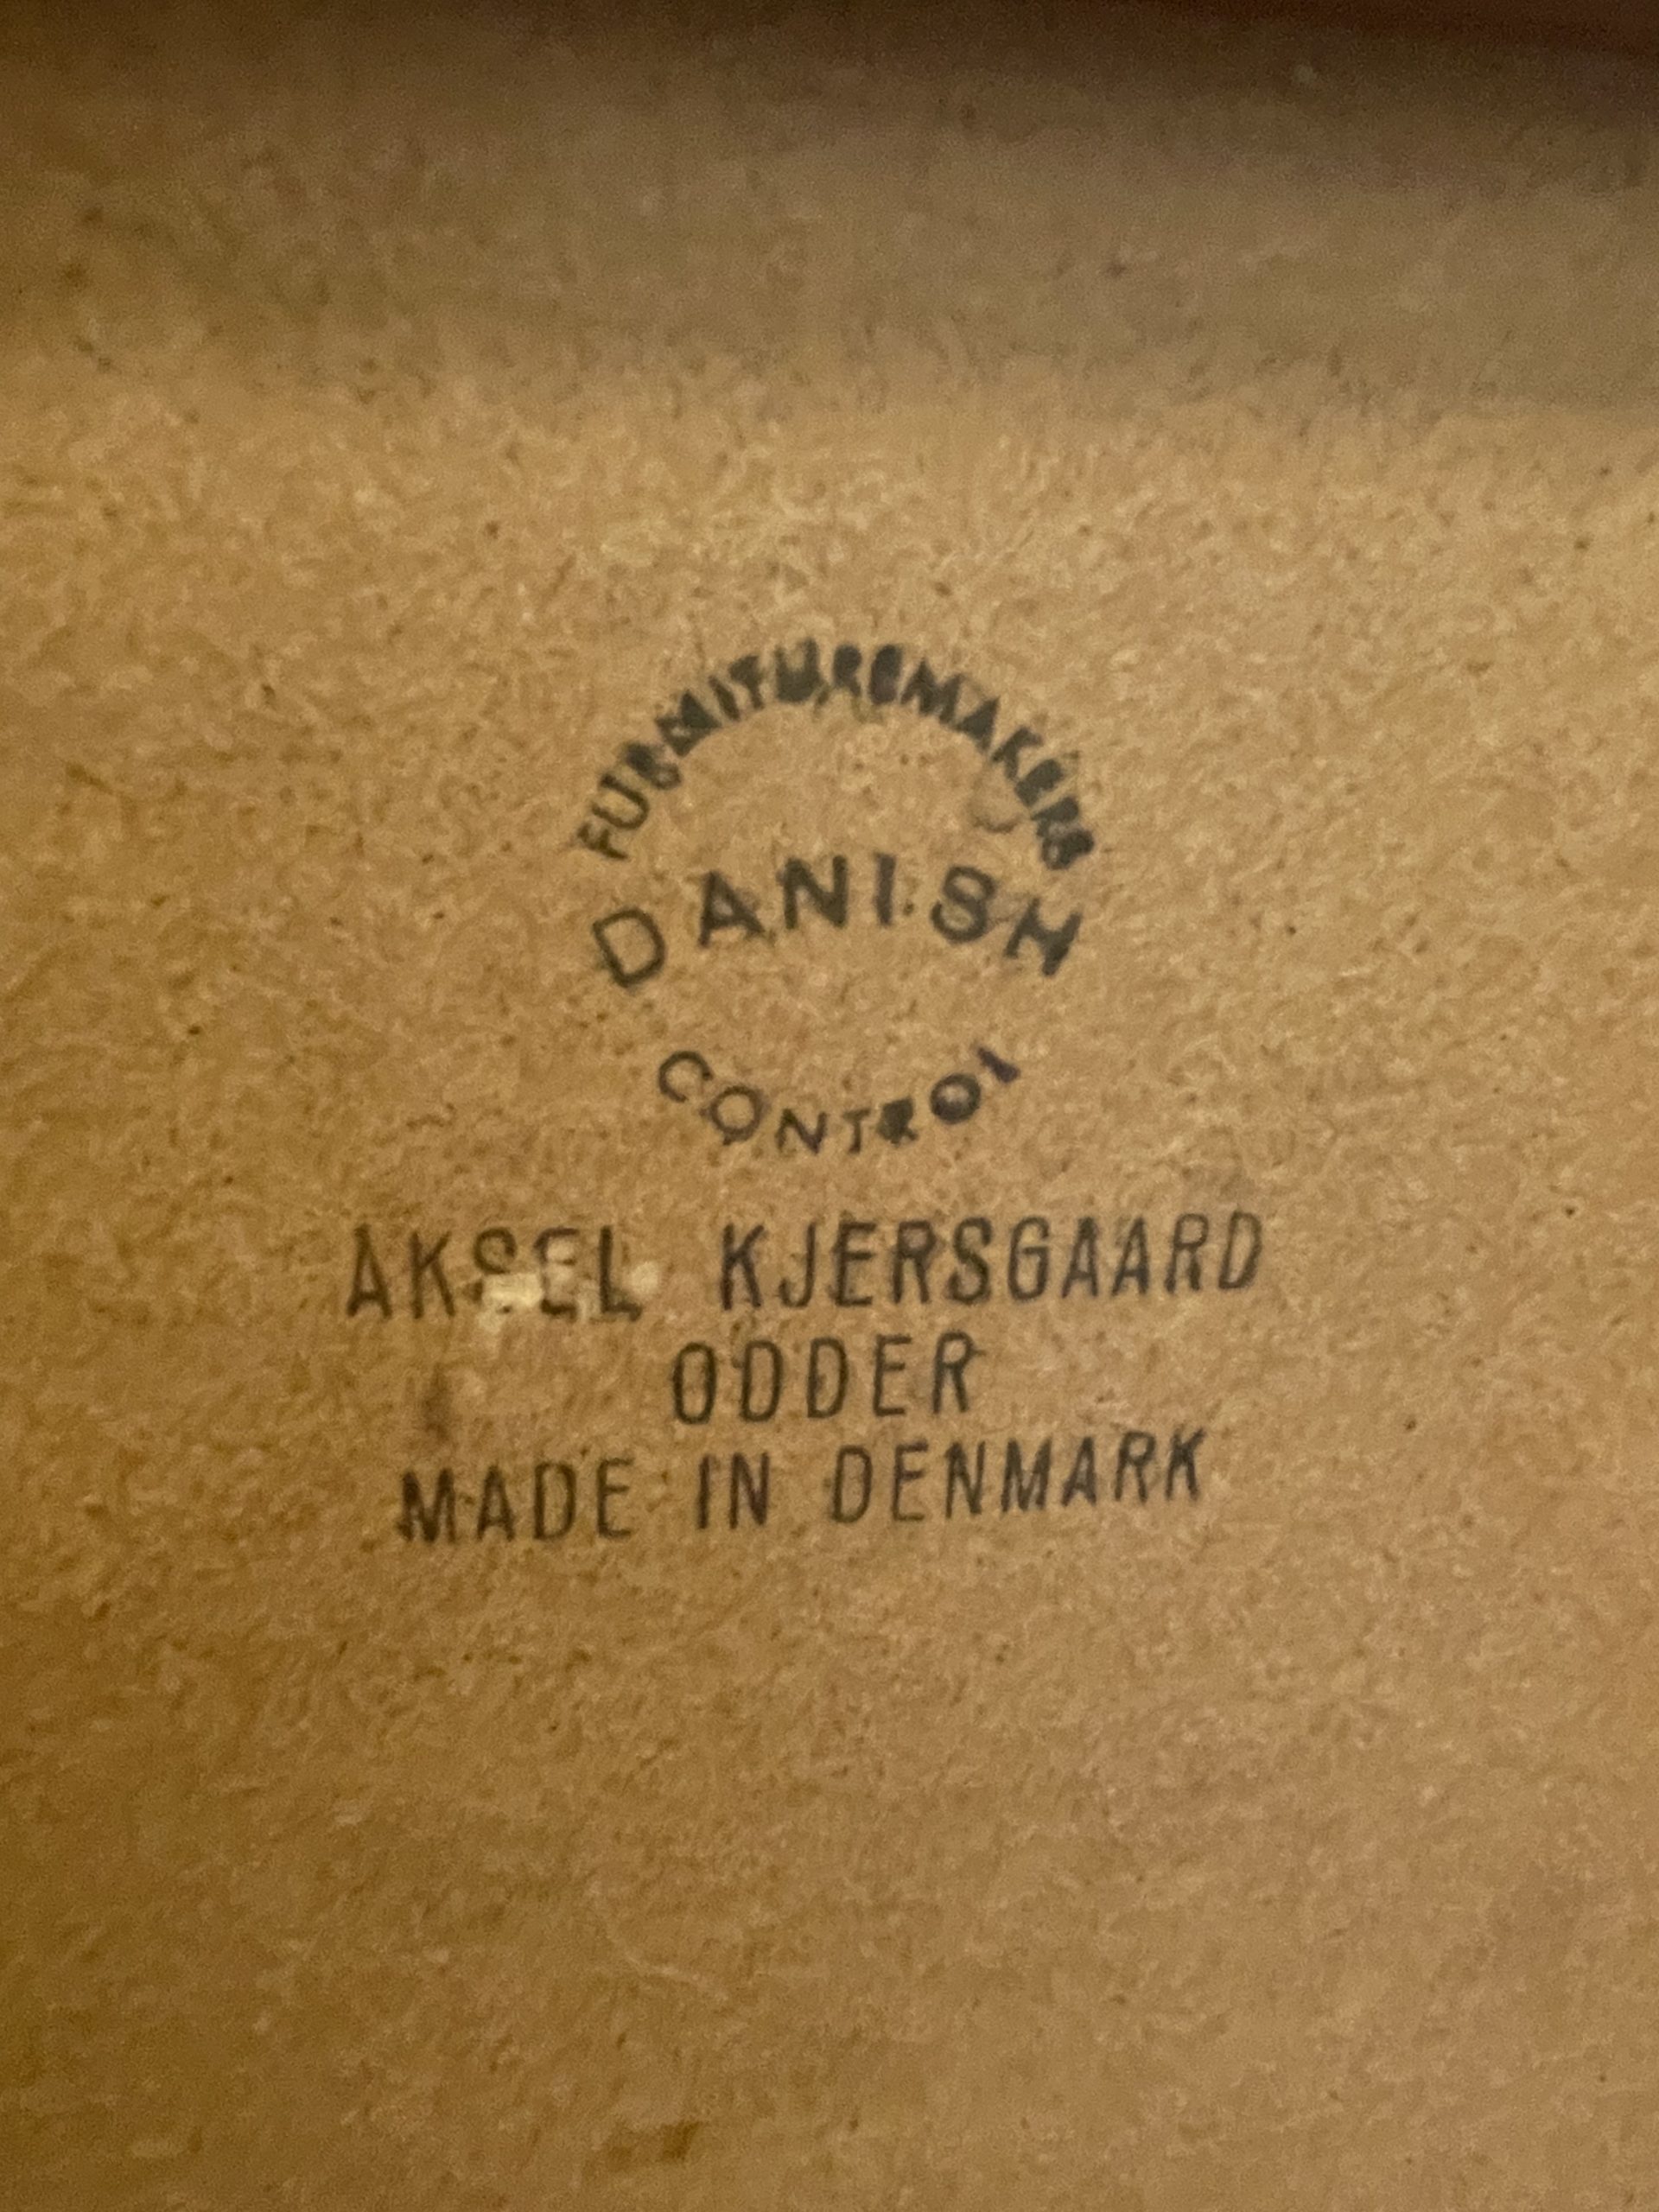 FURNITUREMAKERS
DANISH
CONTROL
AKSEL KJERSGAARD
ODDER
MADE IN DENMARK